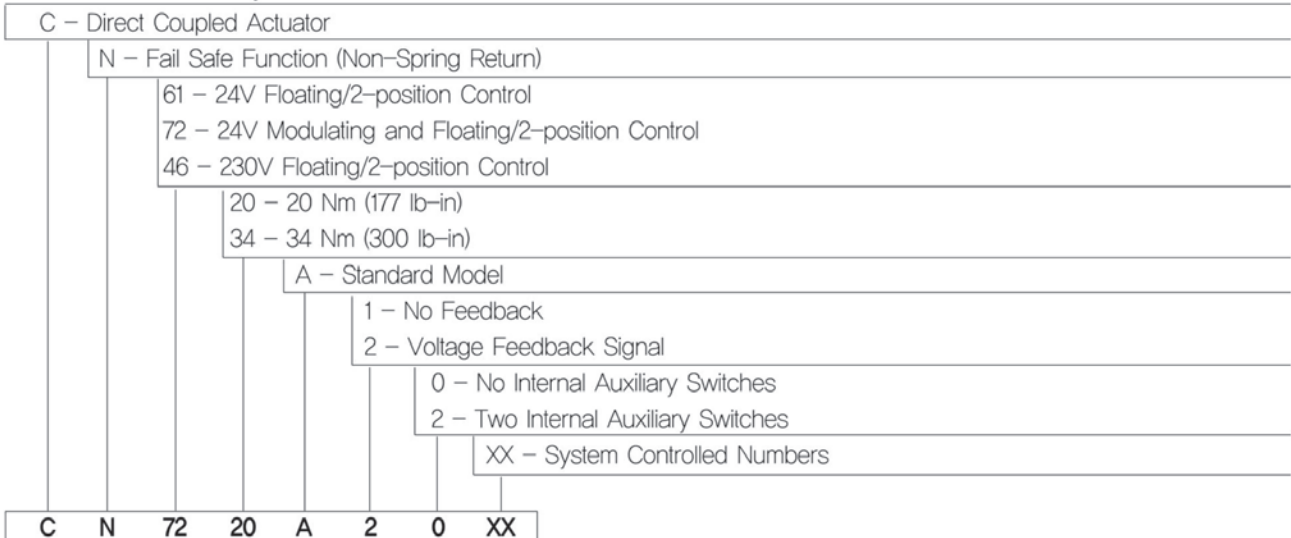 C – Direct Coupled Actuator
N – Fail Safe Function (Non-Spring Return)
61 – 24V Floating/2-position Control
72 – 24V Modulating and Floating/2-position Control
46 – 230V Floating/2-position Control
20 – 20 Nm (177 lb-in)
34 – 34 Nm (300 lb-in)
A – Standard Model
1 – No Feedback
2 – Voltage Feedback Signal
0 – No Internal Auxiliary Switches
2 – Two Internal Auxiliary Switches
XX – System Controlled Numbers
C N 72 20 A 2 0 XX